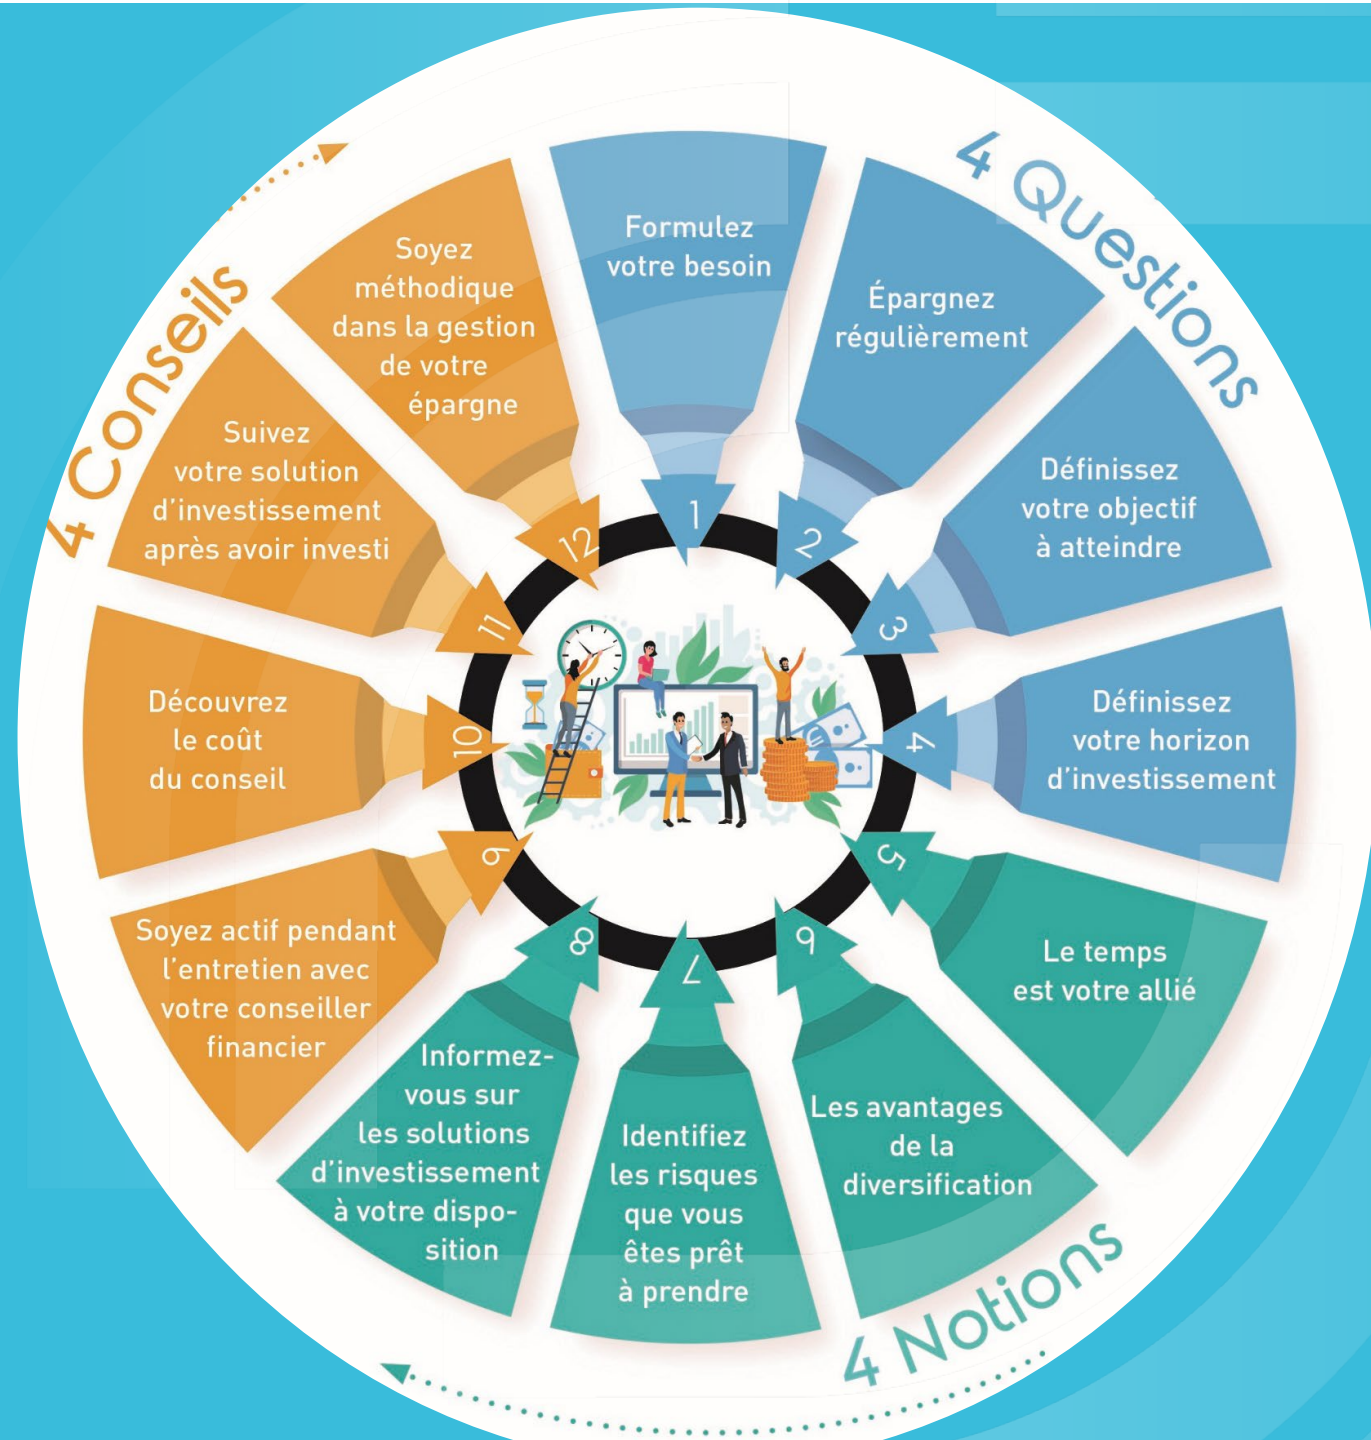 4 Questions
1
Formulez
votre besoin
2
Épargnez
régulièrement
3
Définissez
votre objectif
à atteindre
4
Définissez
votre horizon
d'investissement
4 Notions
5
Le temps
est votre allié
6
Les avantages
de la
diversification
7
Identifiez
les risques
que vous
êtes prêt
à prendre
8
Informez-
vous sur
les solutions
d'investissement
à votre dispo-
sition
4 Conseils
9
Soyez actif pendant
l'entretien avec
votre conseiller
financier
10
Découvrez
le coût
du conseil
11
Suivez
votre solution
d'investissement
après avoir investi
12
Soyez
méthodique
dans la gestion
de votre
épargne